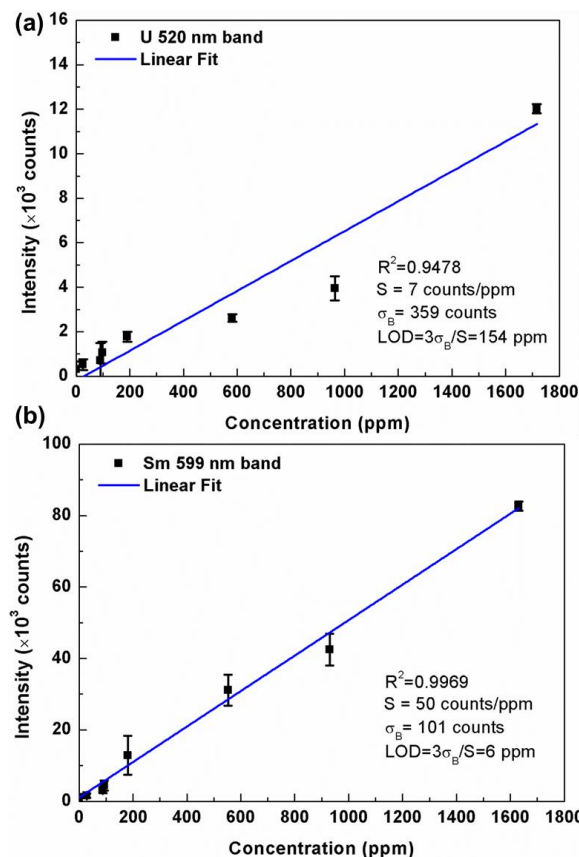 (a)
16
14
12
10
8
6
4
2
0
Intensity (×10³ counts)
U 520 nm band
Linear Fit
R²=0.9478
S = 7 counts/ppm
σ_B= 359 counts
LOD=3σ_B/S=154 ppm
0 200 400 600 800 1000 1200 1400 1600 1800
Concentration (ppm)
(b)
100
80
60
40
20
0
Intensity (×10³ counts)
Sm 599 nm band
Linear Fit
R²=0.9969
S = 50 counts/ppm
σ_B= 101 counts
LOD=3σ_B/S=6 ppm
0 200 400 600 800 1000 1200 1400 1600 1800
Concentration (ppm)